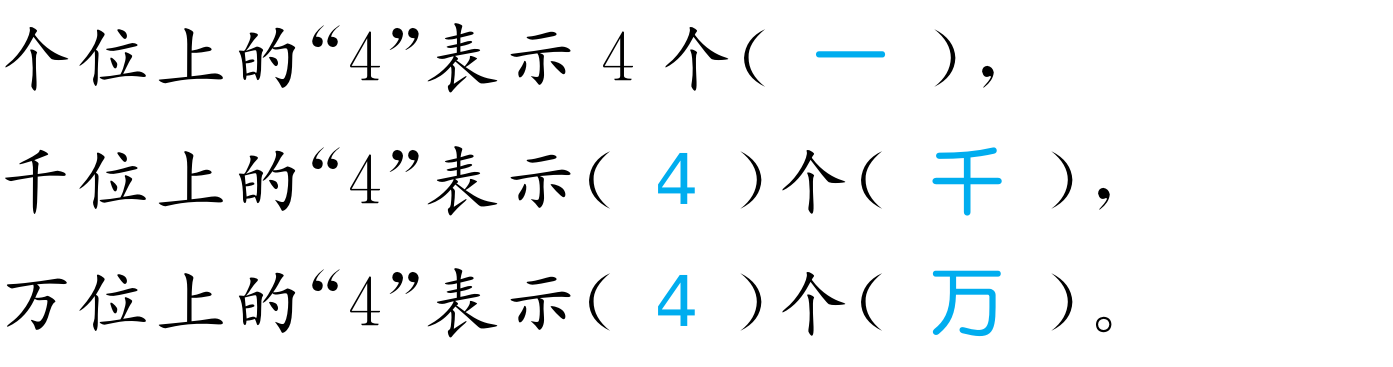 个位上的“4”表示 4 个( 一 ),
千位上的“4”表示( 4 )个( 千 ),
万位上的“4”表示( 4 )个( 万 )。